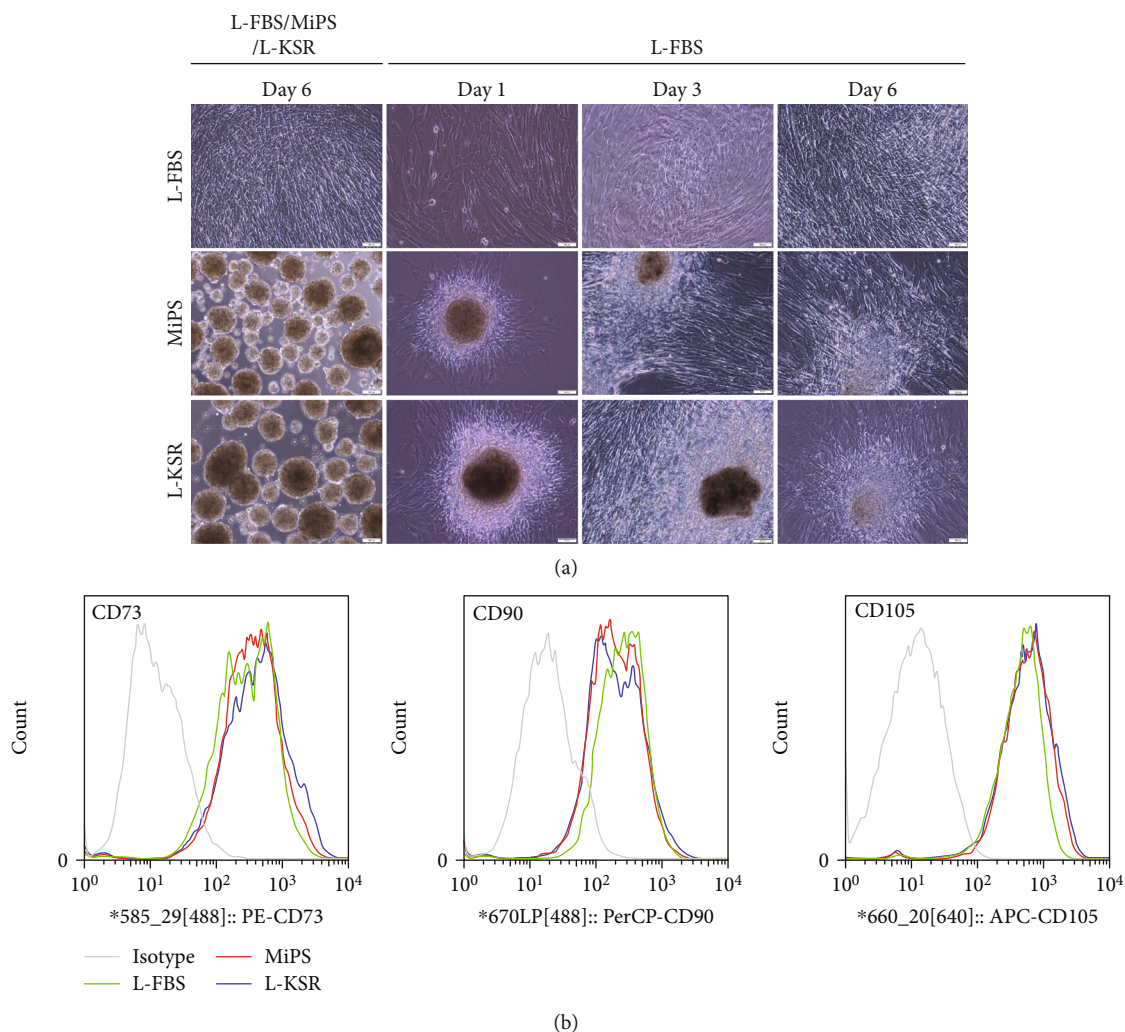 L-FBS/MiPS
/L-KSR
L-FBS
Day 6
Day 1
Day 3
Day 6
L-FBS
MiPS
L-KSR
(a)
CD73
CD90
CD105
Count
Count
Count
0
0
0
10⁰ 10¹ 10² 10³ 10⁴
10⁰ 10¹ 10² 10³ 10⁴
10⁰ 10¹ 10² 10³ 10⁴
*585_29[488]:: PE-CD73
*670LP[488]:: PerCP-CD90
*660_20[640]:: APC-CD105
Isotype
MiPS
L-FBS
L-KSR
(b)